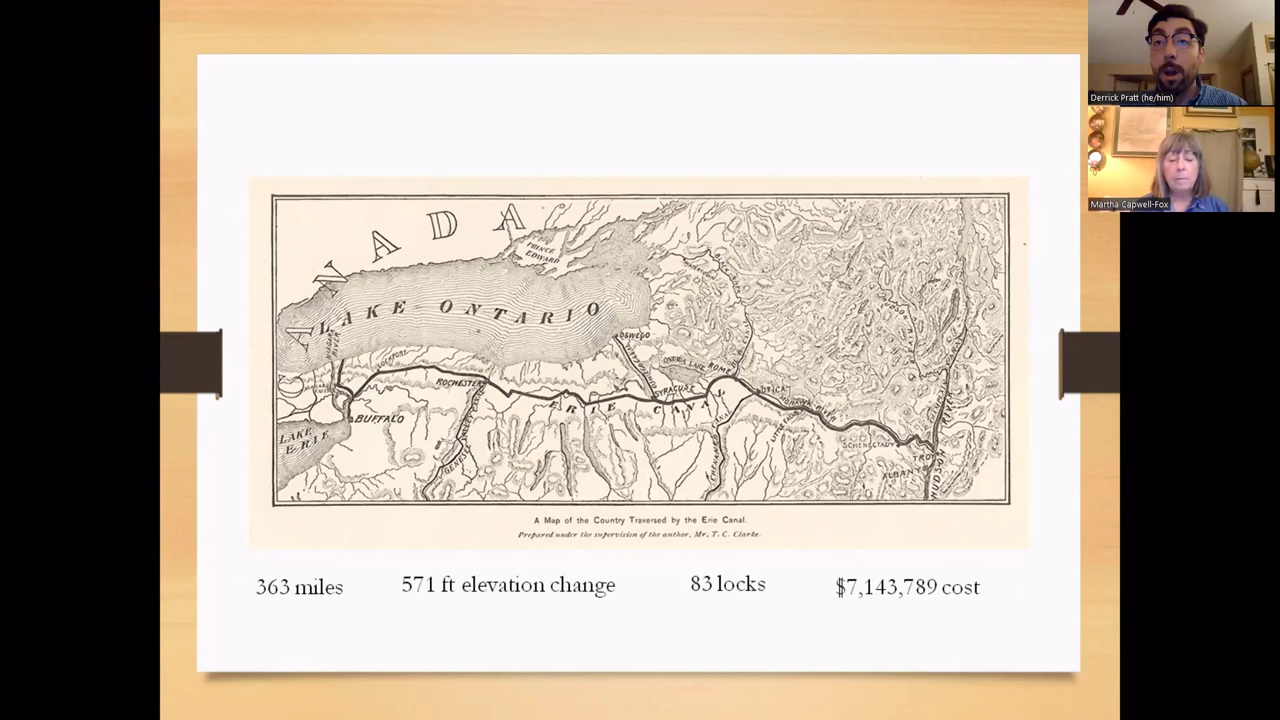 Derrick Pratt (he/him)
Martha Capwell-Fox
A N A D A
PRINCE
EDWARD
LAKE ONTARIO
OSWEGO
ONEIDA LAKE
ROME
LOCKPORT
ROCHESTER
SYRACUSE
UTICA
ERIE CANAL
BUFFALO
LAKE
ERIE
GENESEE
SCHENECTADY
TROY
ALBANY
HUDSON
A Map of the Country Traversed by the Erie Canal.
Prepared under the supervision of the author, Mr. T. C. Clarke.
363 miles
571 ft elevation change
83 locks
$7,143,789 cost